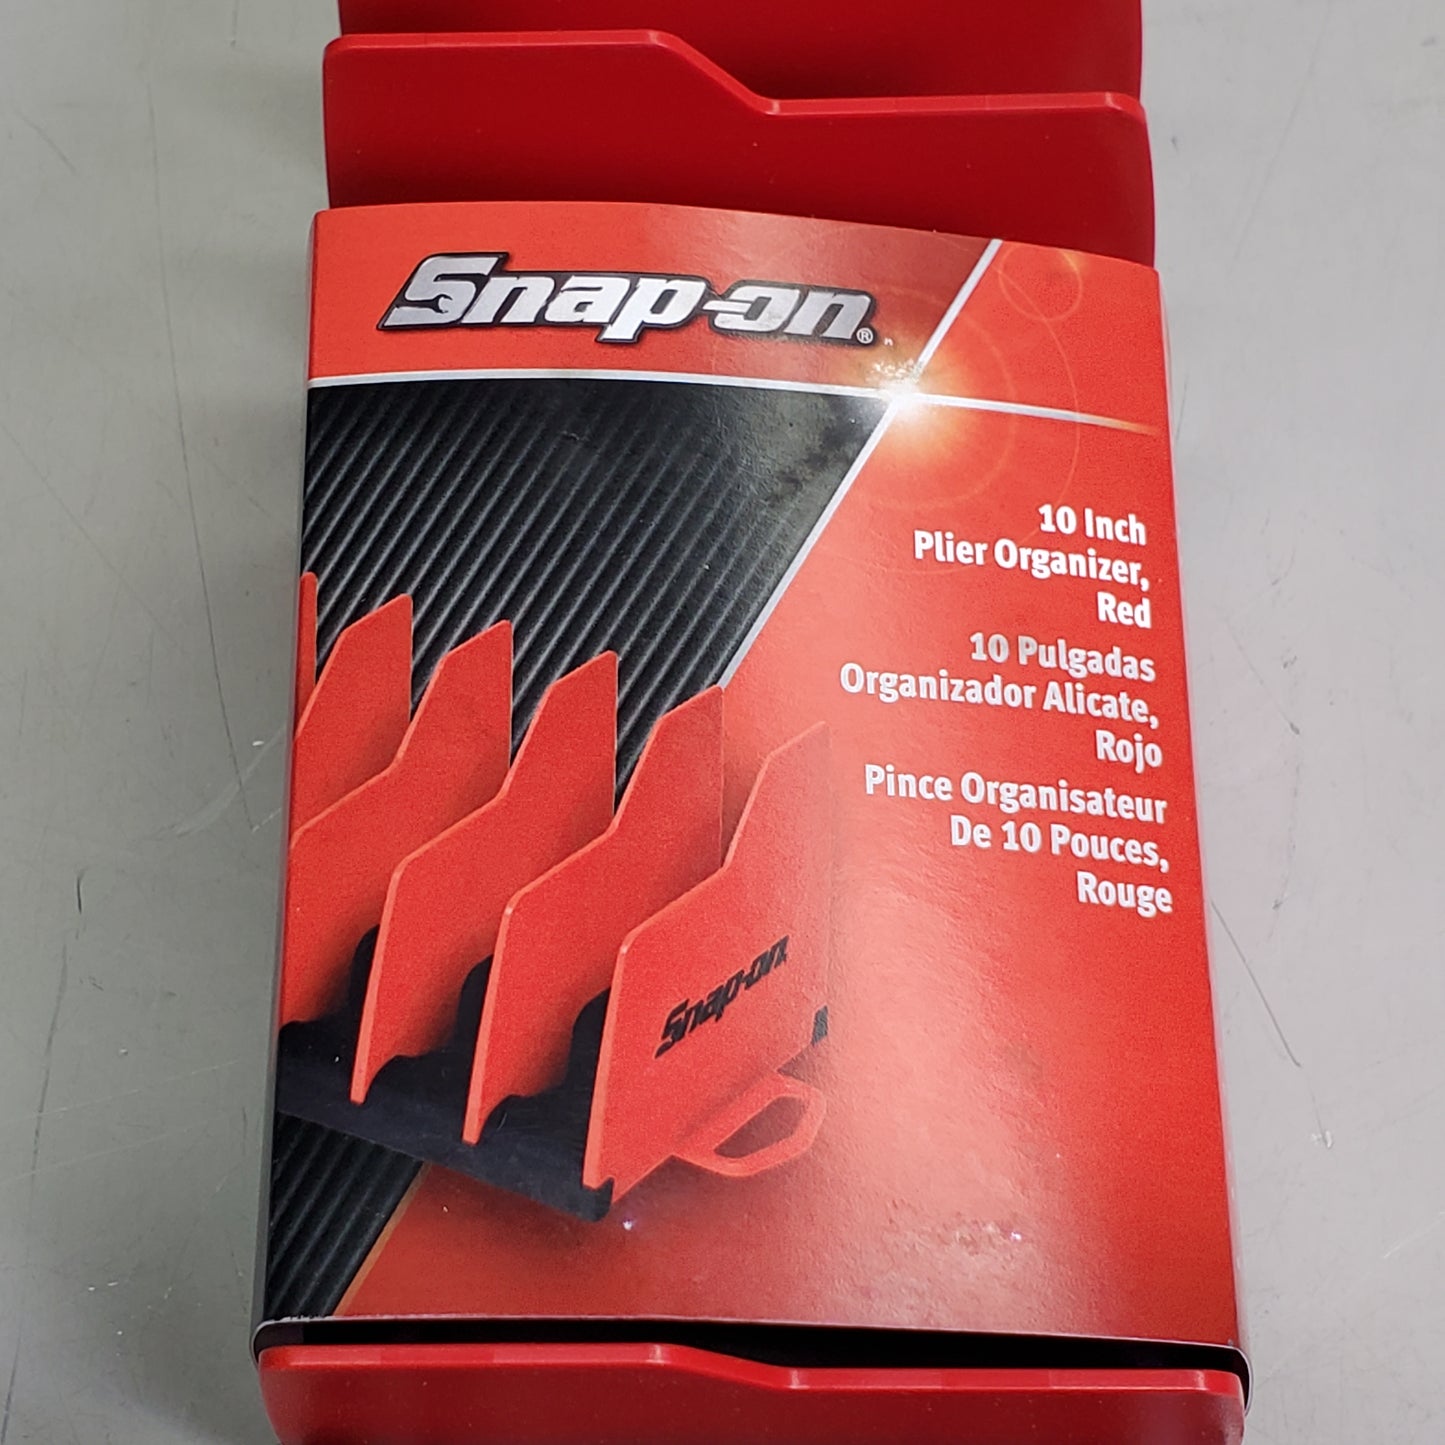 Snap-on®
10 Inch
Plier Organizer,
Red
10 Pulgadas
Organizador Alicate,
Rojo
Pince Organisateur
De 10 Pouces,
Rouge
Snap-on